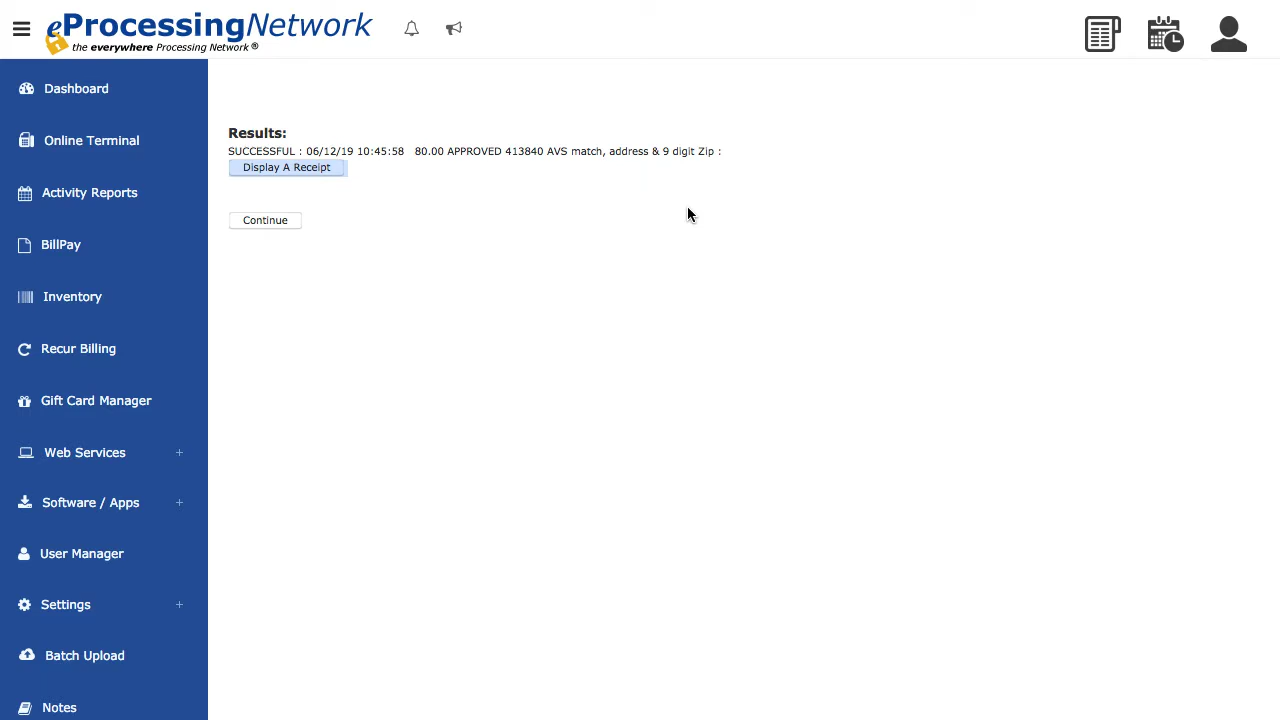 eProcessingNetwork
the everywhere Processing Network®
Dashboard
Online Terminal
Activity Reports
BillPay
Inventory
Recur Billing
Gift Card Manager
Web Services +
Software / Apps +
User Manager
Settings +
Batch Upload
Notes
Results:
SUCCESSFUL : 06/12/19 10:45:58 80.00 APPROVED 413840 AVS match, address & 9 digit Zip :
Display A Receipt
Continue